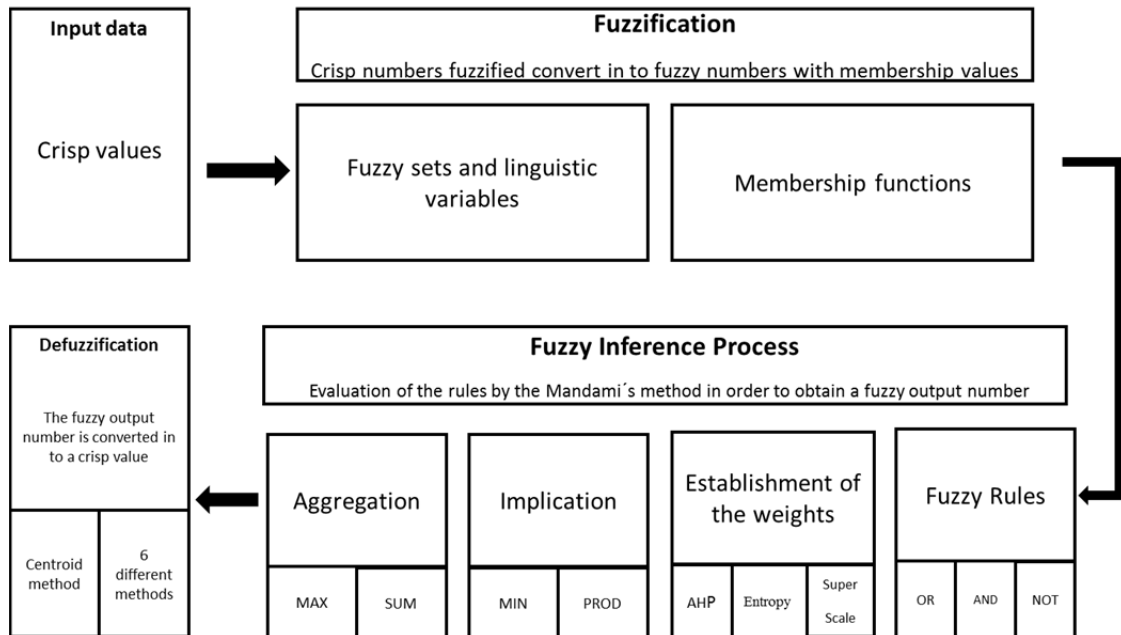 Input data
Crisp values
Fuzzification
Crisp numbers fuzzified convert in to fuzzy numbers with membership values
Fuzzy sets and linguistic
variables
Membership functions
Defuzzification
The fuzzy output
number is converted in
to a crisp value
Centroid
method
6
different
methods
Fuzzy Inference Process
Evaluation of the rules by the Mandami´s method in order to obtain a fuzzy output number
Aggregation
MAX
SUM
Implication
MIN
PROD
Establishment of
the weights
AHP
Entropy
Super
Scale
Fuzzy Rules
OR
AND
NOT